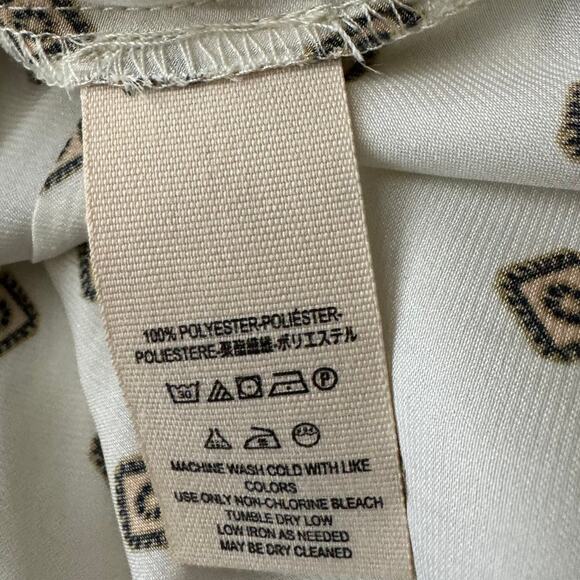 100% POLYESTER-POLIÉSTER-
POLIESTERE-聚酯纖維-ポリエステル
30 P
MACHINE WASH COLD WITH LIKE
COLORS
USE ONLY NON-CHLORINE BLEACH
TUMBLE DRY LOW
LOW IRON AS NEEDED
MAY BE DRY CLEANED